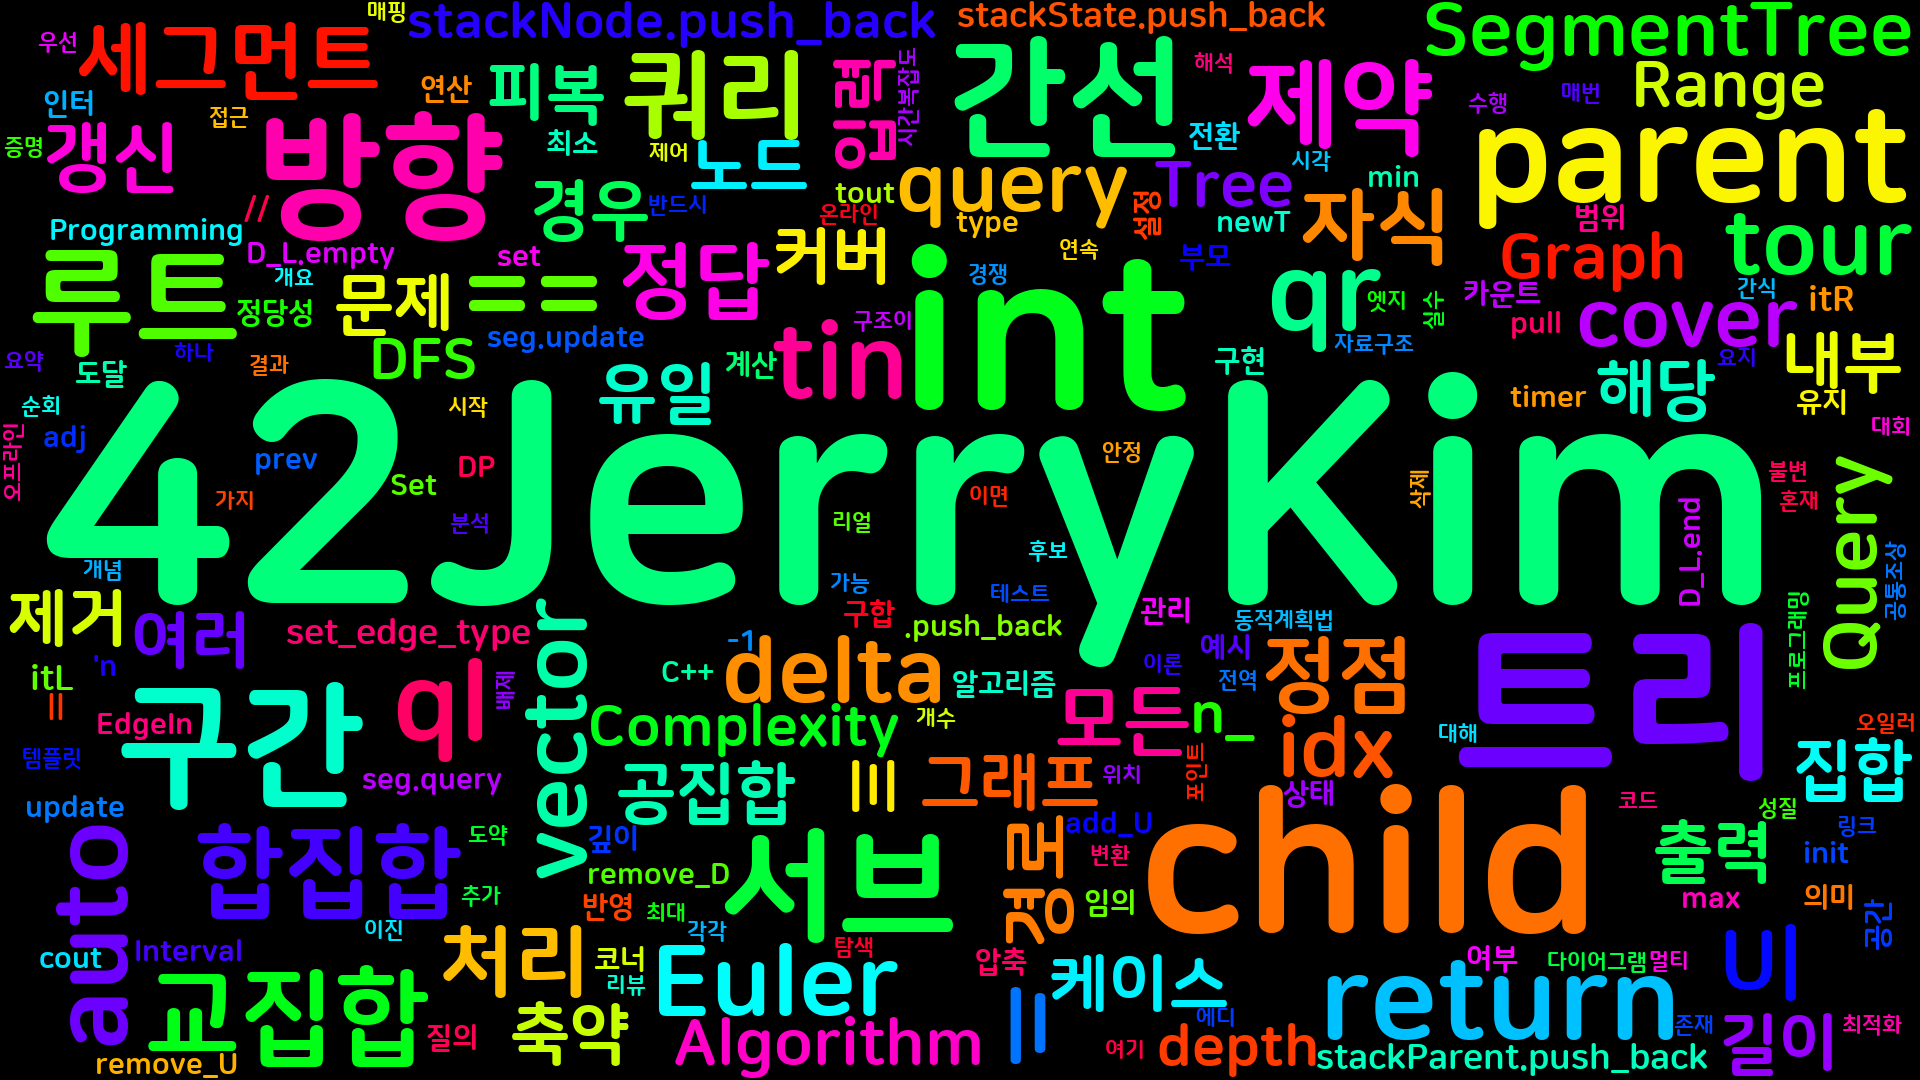 매핑
stackNode.push_back
stackState.push_back
SegmentTree
우선
세그먼트
연산
피복
쿼리
입력
시간복잡도
간선
해석
제약
수행
매번
Range
인터
접근
증명
갱신
방향
최소
제어
노드
query
전환
시각
parent
//
경우
tout
반드시
온라인
type
Tree
설정
newT
min
자식
범위
Programming
D_L.empty
set
정답
커버
연속
부모
Graph
tour
루트
개요
정당성
문제
==
경쟁
int
qr
엣지
실수
카운트
간식
itR
cover
pull
요약
하나
도달
결과
DFS
seg.update
유일
계산
tin
구조이
구현
자료구조
해당
요지
내부
유지
timer
순회
시작
adj
오프라인
prev
Set
DP
42JerryKim
안정
대회
불변
혼재
Query
가지
분석
리얼
이면
삭제
후보
D_L.end
공통조상
개념
가능
테스트
제거
여러
set_edge_type
vector
구합
.push_back
관리
동적계획법
프로그래밍
itL
'n
-1
C++
delta
알고리즘
이론
예시
전역
정점
트리
||
EdgeIn
구간
ql
배제
Complexity
개수
모든
n_
idx
대해
오일러
템플릿
seg.query
공집합
|||
그래프
위치
포인트
상태
집합
update
auto
합집합
도약
깊이
서브
경로
add_U
변환
child
코드
성질
출력
링크
init
추가
remove_D
반영
최대
임의
max
의미
공간
이진
각각
cout
Interval
처리
코너
리뷰
탐색
Euler
압축
케이스
여부
다이어그램
멀티
UI
교집합
질의
축약
Algorithm
||
에디
여기
depth
return
존재
길이
최적화
remove_U
stackParent.push_back